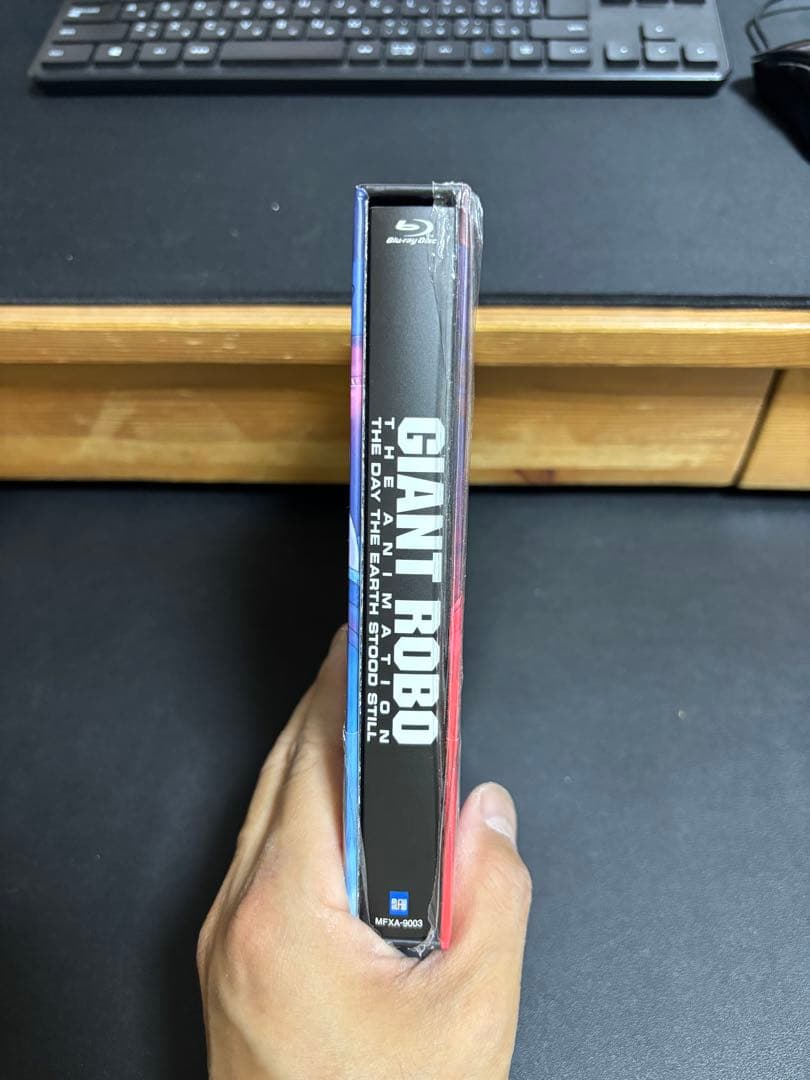 Blu-ray Disc
GIANT ROBO
THE ANIMATION
THE DAY THE EARTH STOOD STILL
MFXA-9003